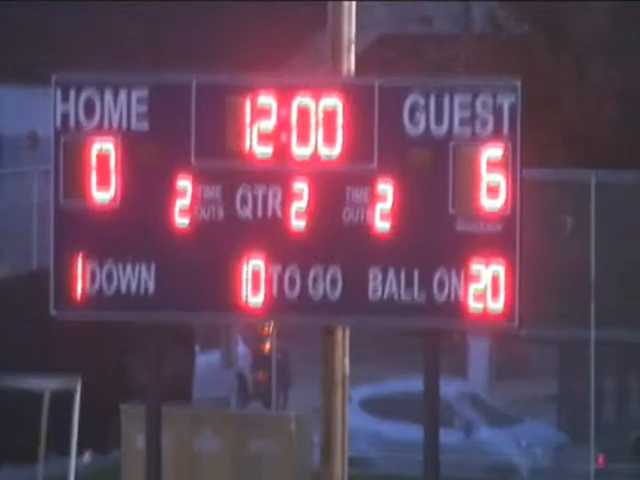 HOME 12:00 GUEST
0 6
2 TIME OUTS QTR 2 TIME OUTS 2
1 DOWN 10 TO GO BALL ON 20